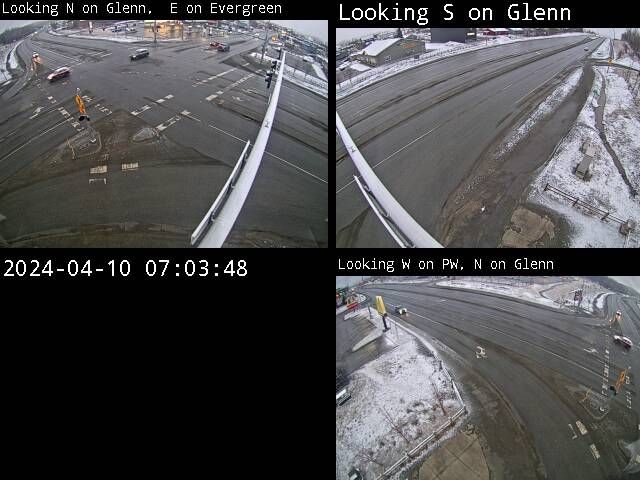 Looking N on Glenn,  E on Evergreen
Looking S on Glenn
2024-04-10 07:03:48
Looking W on PW, N on Glenn